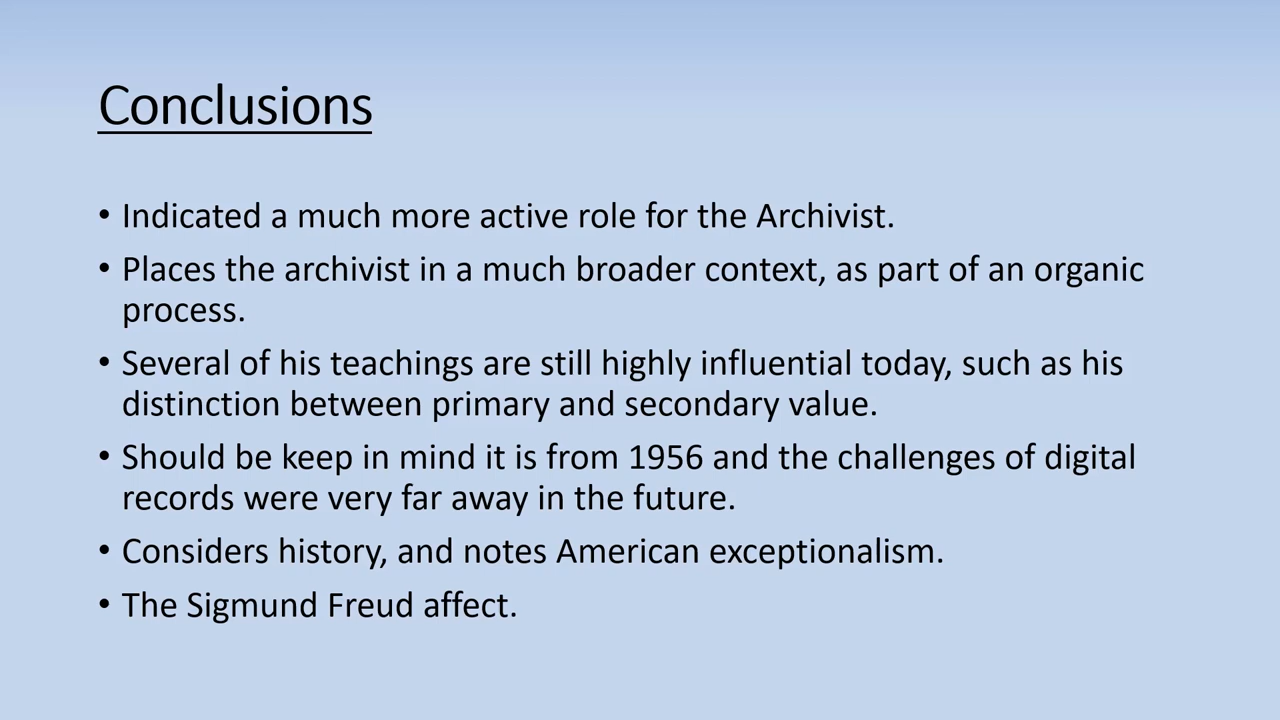 Conclusions
• Indicated a much more active role for the Archivist.
• Places the archivist in a much broader context, as part of an organic
process.
• Several of his teachings are still highly influential today, such as his
distinction between primary and secondary value.
• Should be keep in mind it is from 1956 and the challenges of digital
records were very far away in the future.
• Considers history, and notes American exceptionalism.
• The Sigmund Freud affect.